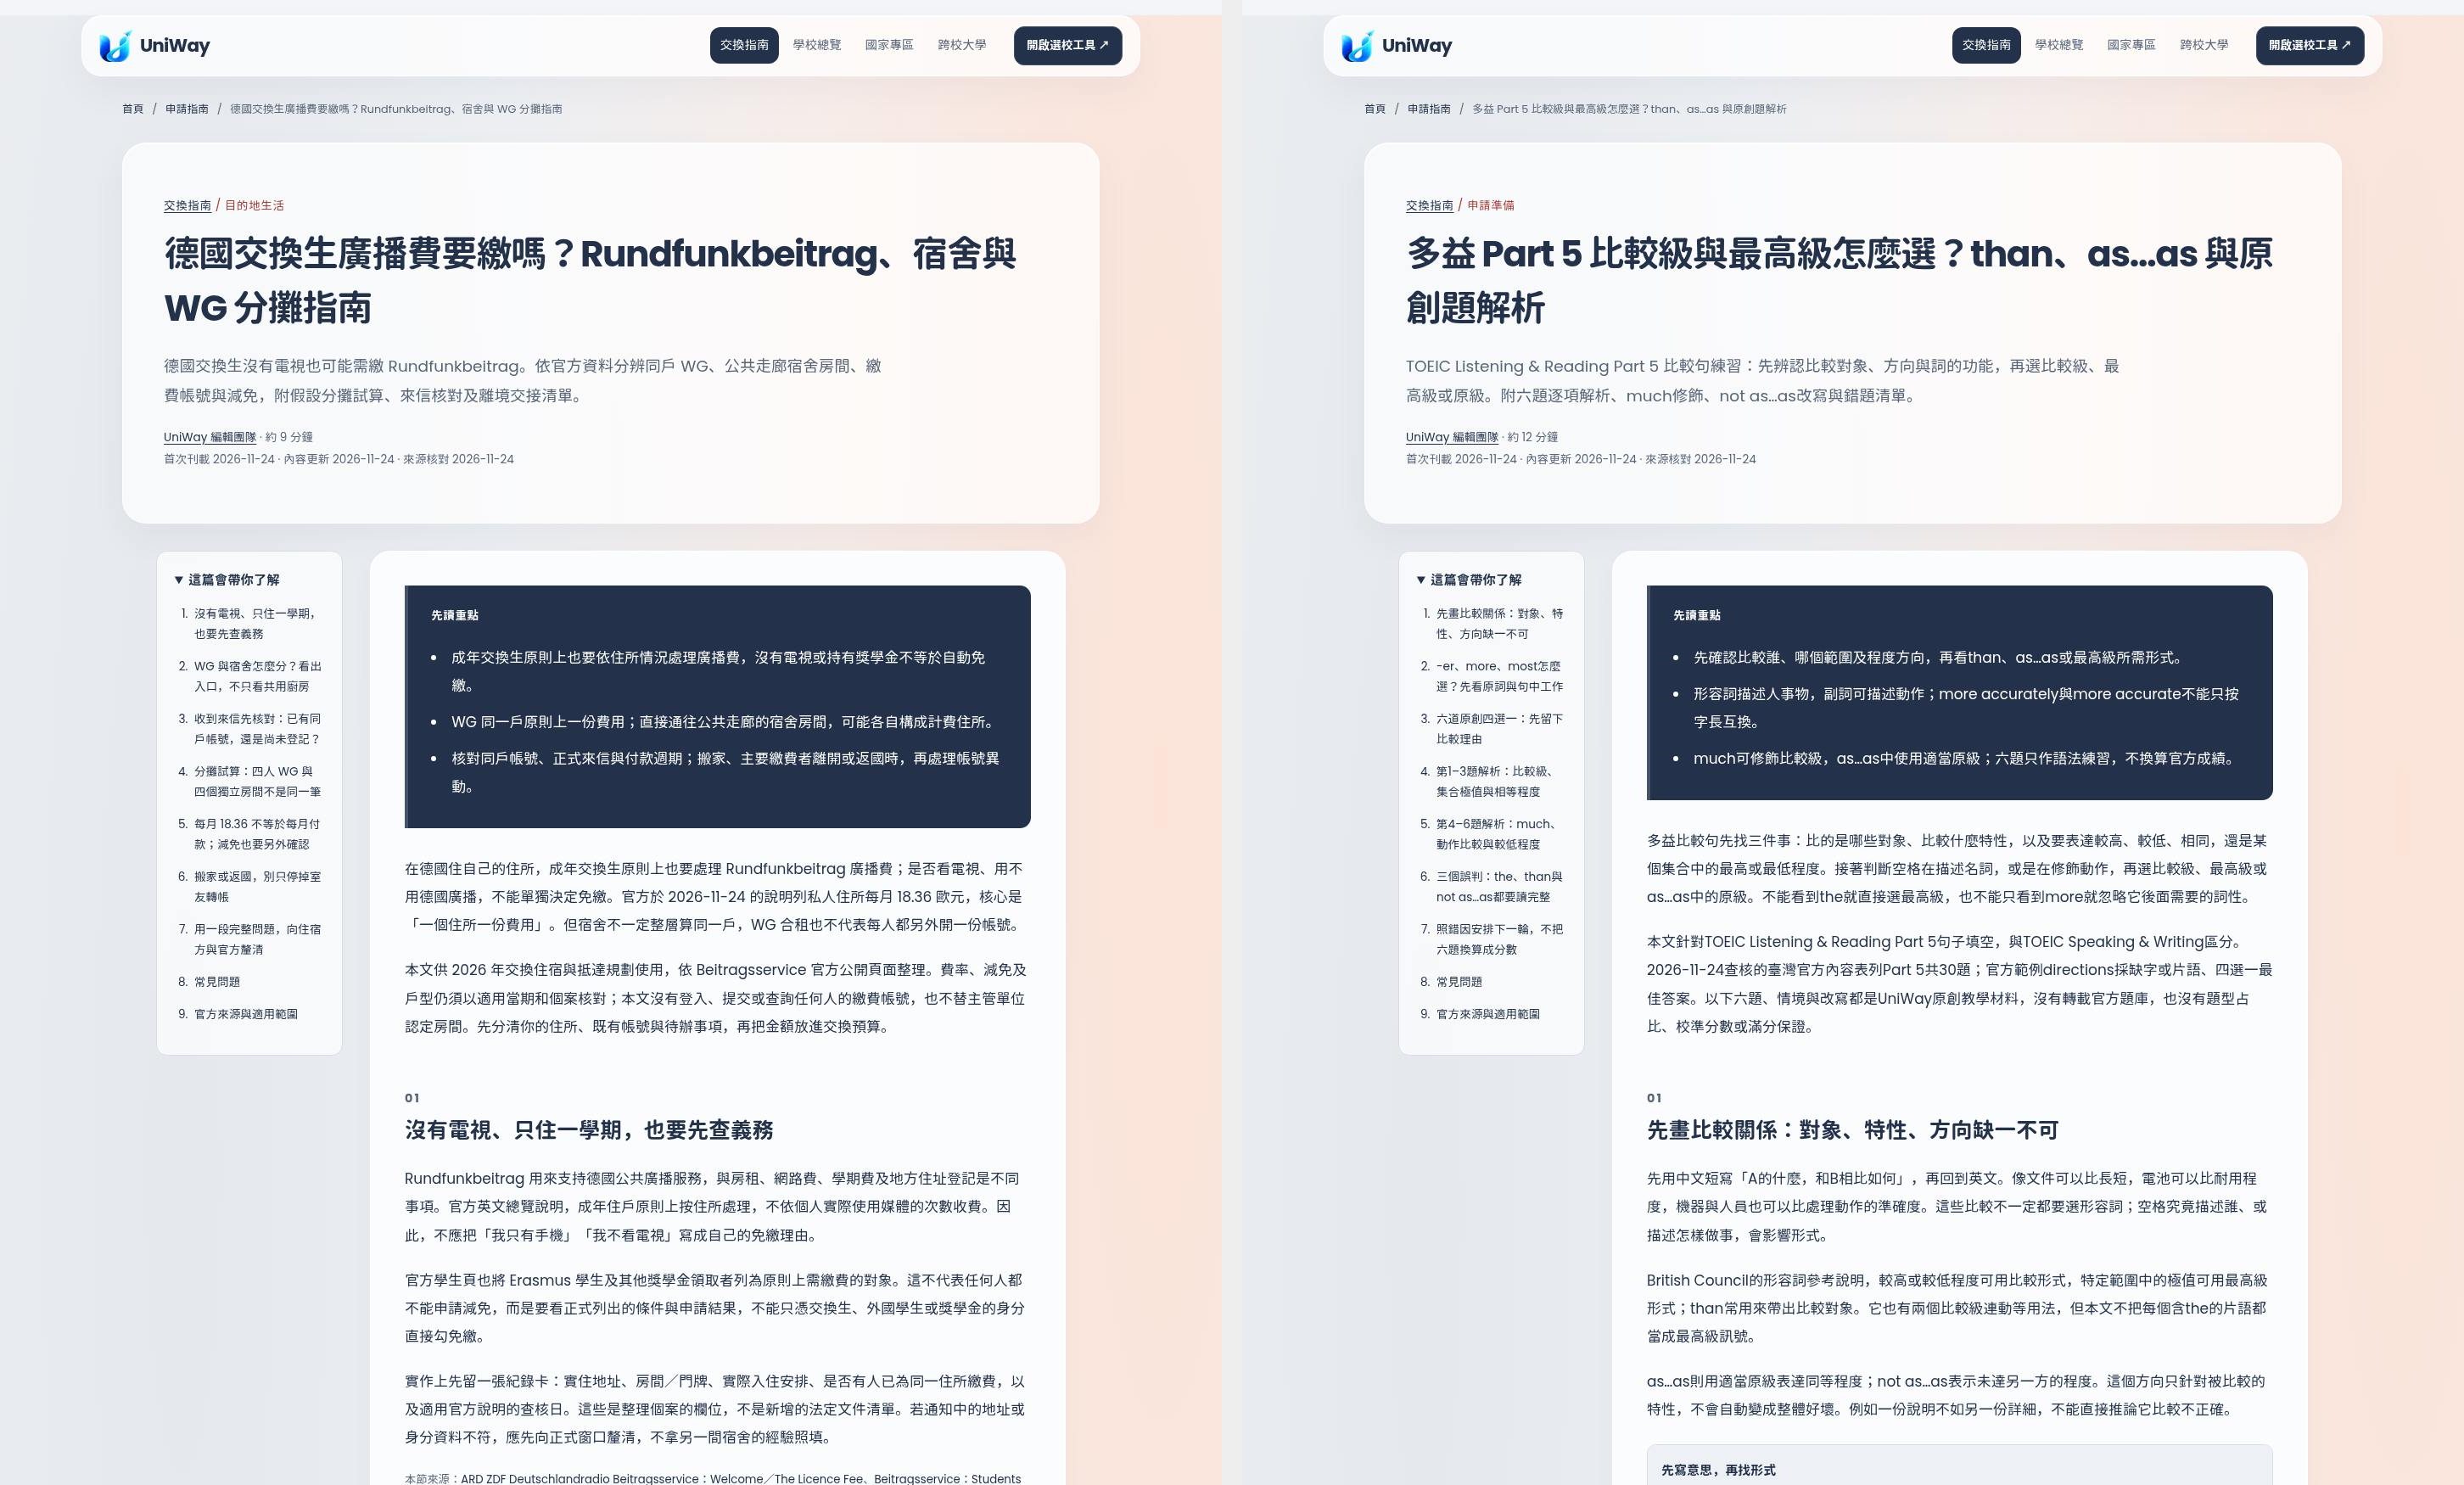 UniWay
交換指南 學校總覽 國家專區 跨校大學 開啟選校工具 ↗
首頁 / 申請指南 / 德國交換生廣播費要繳嗎？Rundfunkbeitrag、宿舍與 WG 分攤指南
交換指南 / 目的地生活
德國交換生廣播費要繳嗎？Rundfunkbeitrag、宿舍與
WG 分攤指南
德國交換生沒有電視也可能需繳 Rundfunkbeitrag。依官方資料分辨同戶 WG、公共走廊宿舍房間、繳
費帳號與減免，附假設分攤試算、來信核對及離境交接清單。
UniWay 編輯團隊 · 約 9 分鐘
首次刊載 2026-11-24 · 內容更新 2026-11-24 · 來源核對 2026-11-24
▼ 這篇會帶你了解
1. 沒有電視、只住一學期，
也要先查義務
2. WG 與宿舍怎麼分？看出
入口，不只看共用廚房
3. 收到來信先核對：已有同
戶帳號，還是尚未登記？
4. 分攤試算：四人 WG 與
四個獨立房間不是同一筆
5. 每月 18.36 不等於每月付
款；減免也要另外確認
6. 搬家或返國，別只停掉室
友轉帳
7. 用一段完整問題，向住宿
方與官方釐清
8. 常見問題
9. 官方來源與適用範圍
先讀重點
• 成年交換生原則上也要依住所情況處理廣播費，沒有電視或持有獎學金不等於自動免
繳。
• WG 同一戶原則上一份費用；直接通往公共走廊的宿舍房間，可能各自構成計費住所。
• 核對同戶帳號、正式來信與付款週期；搬家、主要繳費者離開或返國時，再處理帳號異
動。
在德國住自己的住所，成年交換生原則上也要處理 Rundfunkbeitrag 廣播費；是否看電視、用不
用德國廣播，不能單獨決定免繳。官方於 2026-11-24 的說明列私人住所每月 18.36 歐元，核心是
「一個住所一份費用」。但宿舍不一定整層算同一戶，WG 合租也不代表每人都另外開一份帳號。
本文供 2026 年交換住宿與抵達規劃使用，依 Beitragsservice 官方公開頁面整理。費率、減免及
戶型仍須以適用當期和個案核對；本文沒有登入、提交或查詢任何人的繳費帳號，也不替主管單位
認定房間。先分清你的住所、既有帳號與待辦事項，再把金額放進交換預算。
01
沒有電視、只住一學期，也要先查義務
Rundfunkbeitrag 用來支持德國公共廣播服務，與房租、網路費、學期費及地方住址登記是不同
事項。官方英文總覽說明，成年住戶原則上按住所處理，不依個人實際使用媒體的次數收費。因
此，不應把「我只有手機」「我不看電視」寫成自己的免繳理由。
官方學生頁也將 Erasmus 學生及其他獎學金領取者列為原則上需繳費的對象。這不代表任何人都
不能申請減免，而是要看正式列出的條件與申請結果，不能只憑交換生、外國學生或獎學金的身分
直接勾免繳。
實作上先留一張紀錄卡：實住地址、房間／門牌、實際入住安排、是否有人已為同一住所繳費，以
及適用官方說明的查核日。這些是整理個案的欄位，不是新增的法定文件清單。若通知中的地址或
身分資料不符，應先向正式窗口釐清，不拿另一間宿舍的經驗照填。
本節來源：ARD ZDF Deutschlandradio Beitragsservice：Welcome／The Licence Fee、Beitragsservice：Students
UniWay
交換指南 學校總覽 國家專區 跨校大學 開啟選校工具 ↗
首頁 / 申請指南 / 多益 Part 5 比較級與最高級怎麼選？than、as…as 與原創題解析
交換指南 / 申請準備
多益 Part 5 比較級與最高級怎麼選？than、as…as 與原
創題解析
TOEIC Listening & Reading Part 5 比較句練習：先辨認比較對象、方向與詞的功能，再選比較級、最
高級或原級。附六題逐項解析、much修飾、not as…as改寫與錯題清單。
UniWay 編輯團隊 · 約 12 分鐘
首次刊載 2026-11-24 · 內容更新 2026-11-24 · 來源核對 2026-11-24
▼ 這篇會帶你了解
1. 先畫比較關係：對象、特
性、方向缺一不可
2. -er、more、most怎麼
選？先看原詞與句中工作
3. 六道原創四選一：先留下
比較理由
4. 第1–3題解析：比較級、
集合極值與相等程度
5. 第4–6題解析：much、
動作比較與較低程度
6. 三個誤判：the、than與
not as…as都要讀完整
7. 照錯因安排下一輪，不把
六題換算成分數
8. 常見問題
9. 官方來源與適用範圍
先讀重點
• 先確認比較誰、哪個範圍及程度方向，再看than、as…as或最高級所需形式。
• 形容詞描述人事物，副詞可描述動作；more accurately與more accurate不能只按
字長互換。
• much可修飾比較級，as…as中使用適當原級；六題只作語法練習，不換算官方成績。
多益比較句先找三件事：比的是哪些對象、比較什麼特性，以及要表達較高、較低、相同，還是某
個集合中的最高或最低程度。接著判斷空格在描述名詞，或是在修飾動作，再選比較級、最高級或
as…as中的原級。不能看到the就直接選最高級，也不能只看到more就忽略它後面需要的詞性。
本文針對TOEIC Listening & Reading Part 5句子填空，與TOEIC Speaking & Writing區分。
2026-11-24查核的臺灣官方內容表列Part 5共30題；官方範例directions採缺字或片語、四選一最
佳答案。以下六題、情境與改寫都是UniWay原創教學材料，沒有轉載官方題庫，也沒有題型占
比、校準分數或滿分保證。
01
先畫比較關係：對象、特性、方向缺一不可
先用中文短寫「A的什麼，和B相比如何」，再回到英文。像文件可以比長短，電池可以比耐用程
度，機器與人員也可以比處理動作的準確度。這些比較不一定都要選形容詞；空格究竟描述誰、或
描述怎樣做事，會影響形式。
British Council的形容詞參考說明，較高或較低程度可用比較形式，特定範圍中的極值可用最高級
形式；than常用來帶出比較對象。它也有兩個比較級連動等用法，但本文不把每個含the的片語都
當成最高級訊號。
as…as則用適當原級表達同等程度；not as…as表示未達另一方的程度。這個方向只針對被比較的
特性，不會自動變成整體好壞。例如一份說明不如另一份詳細，不能直接推論它比較不正確。
先寫意思，再找形式